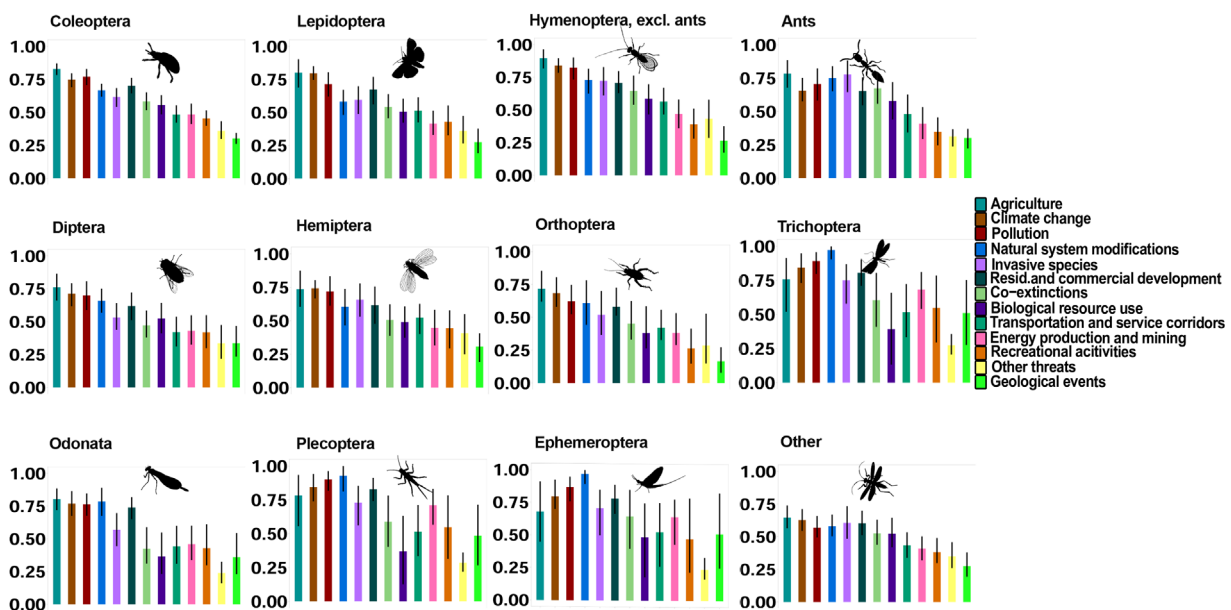 Coleoptera
Lepidoptera
Hymenoptera, excl. ants
Ants
1.00
0.75
0.50
0.25
0.00
1.00
0.75
0.50
0.25
0.00
1.00
0.75
0.50
0.25
0.00
1.00
0.75
0.50
0.25
0.00
Diptera
Hemiptera
Orthoptera
Trichoptera
1.00
0.75
0.50
0.25
0.00
1.00
0.75
0.50
0.25
0.00
1.00
0.75
0.50
0.25
0.00
1.00
0.75
0.50
0.25
0.00
Agriculture
Climate change
Pollution
Natural system modifications
Invasive species
Resid.and commercial development
Co-extinctions
Biological resource use
Transportation and service corridors
Energy production and mining
Recreational acitivities
Other threats
Geological events
Odonata
Plecoptera
Ephemeroptera
Other
1.00
0.75
0.50
0.25
0.00
1.00
0.75
0.50
0.25
0.00
1.00
0.75
0.50
0.25
0.00
1.00
0.75
0.50
0.25
0.00